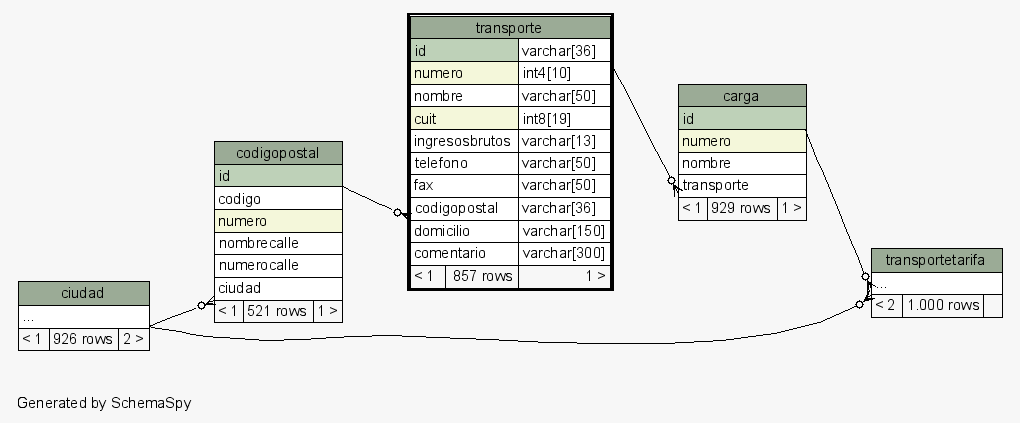 transporte
id varchar[36]
numero int4[10]
nombre varchar[50]
cuit int8[19]
ingresosbrutos varchar[13]
telefono varchar[50]
fax varchar[50]
codigopostal varchar[36]
domicilio varchar[150]
comentario varchar[300]
< 1 857 rows 1 >
carga
id
numero
nombre
transporte
< 1 929 rows 1 >
codigopostal
id
codigo
numero
nombrecalle
numerocalle
ciudad
< 1 521 rows 1 >
transportetarifa
...
< 2 1.000 rows
ciudad
...
< 1 926 rows 2 >
Generated by SchemaSpy